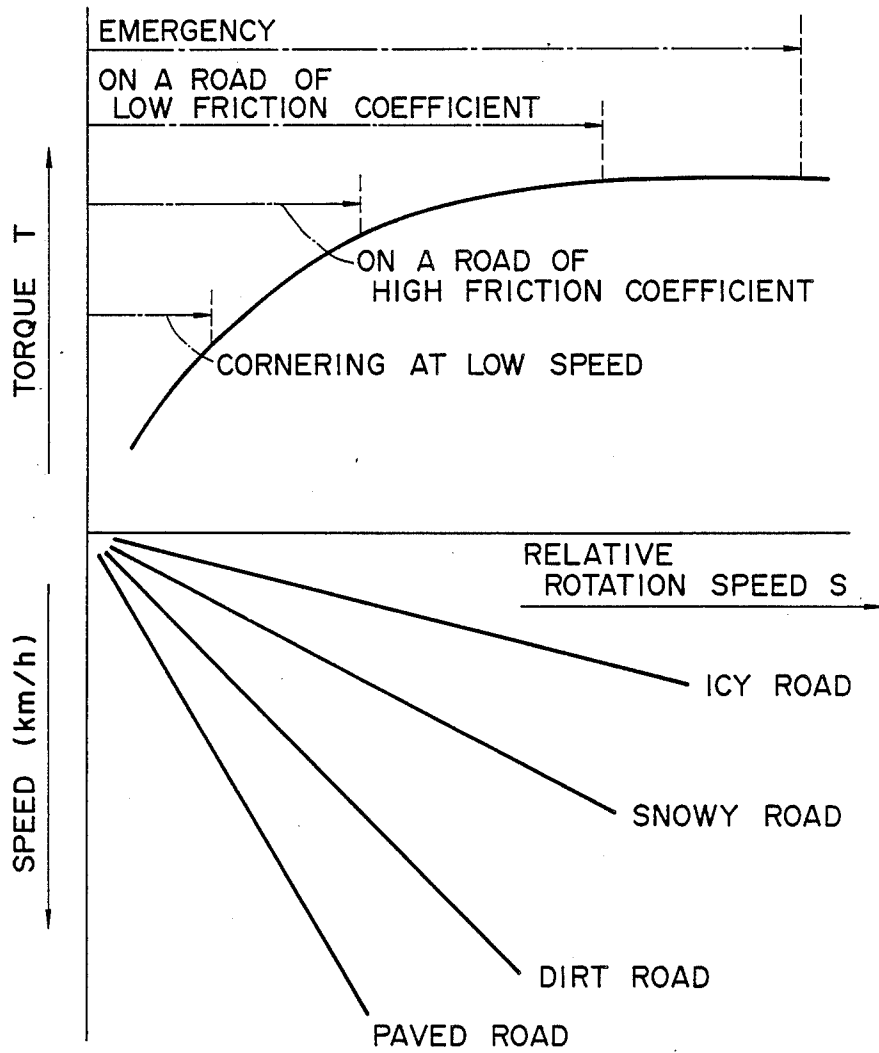 EMERGENCY
ON A ROAD OF
LOW FRICTION COEFFICIENT
TORQUE T
ON A ROAD OF
HIGH FRICTION COEFFICIENT
CORNERING AT LOW SPEED
RELATIVE
ROTATION SPEED S
SPEED (km/h)
ICY ROAD
SNOWY ROAD
DIRT ROAD
PAVED ROAD